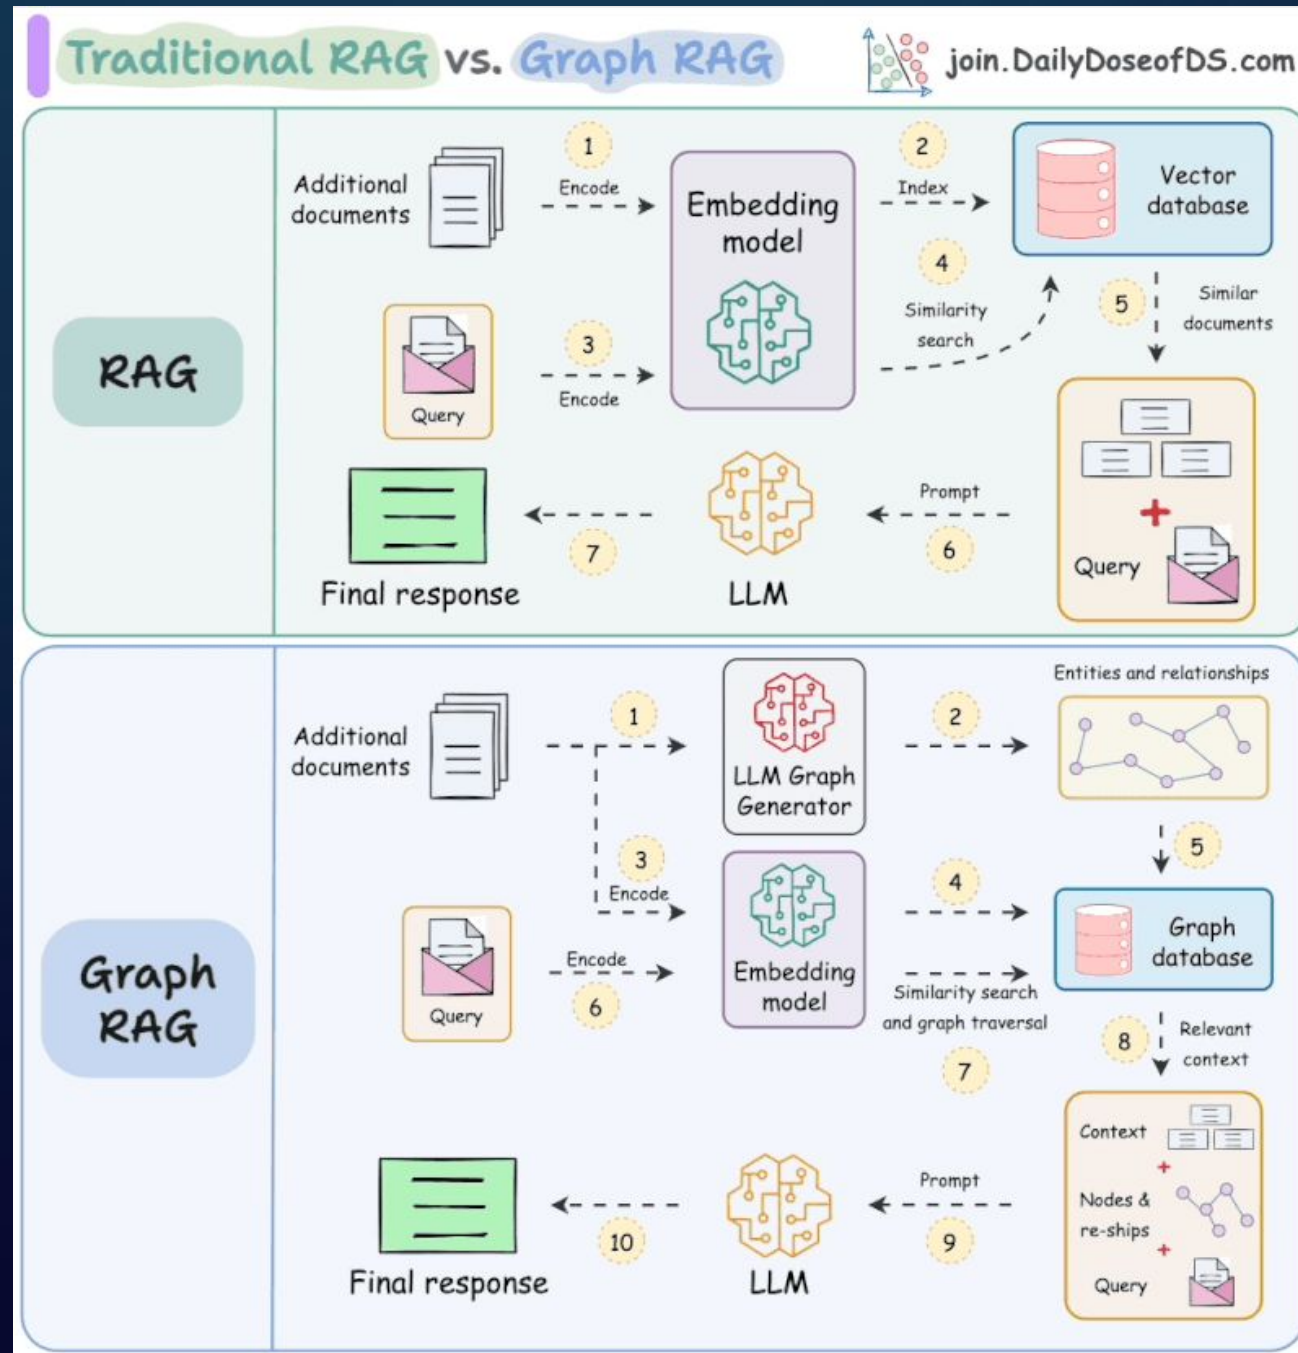 Traditional RAG vs. Graph RAG
join.DailyDoseofDS.com
RAG
Additional
documents
1
Encode
Embedding
model
2
Index
Vector
database
4
Similarity
search
5
Similar
documents
Query
3
Encode
Query
Prompt
6
LLM
7
Final response
Graph
RAG
Additional
documents
1
LLM Graph
Generator
2
Entities and relationships
3
Encode
Embedding
model
4
5
Graph
database
Query
Encode
6
Similarity search
and graph traversal
7
8
Relevant
context
Context
Nodes &
re-ships
Query
Prompt
9
LLM
10
Final response